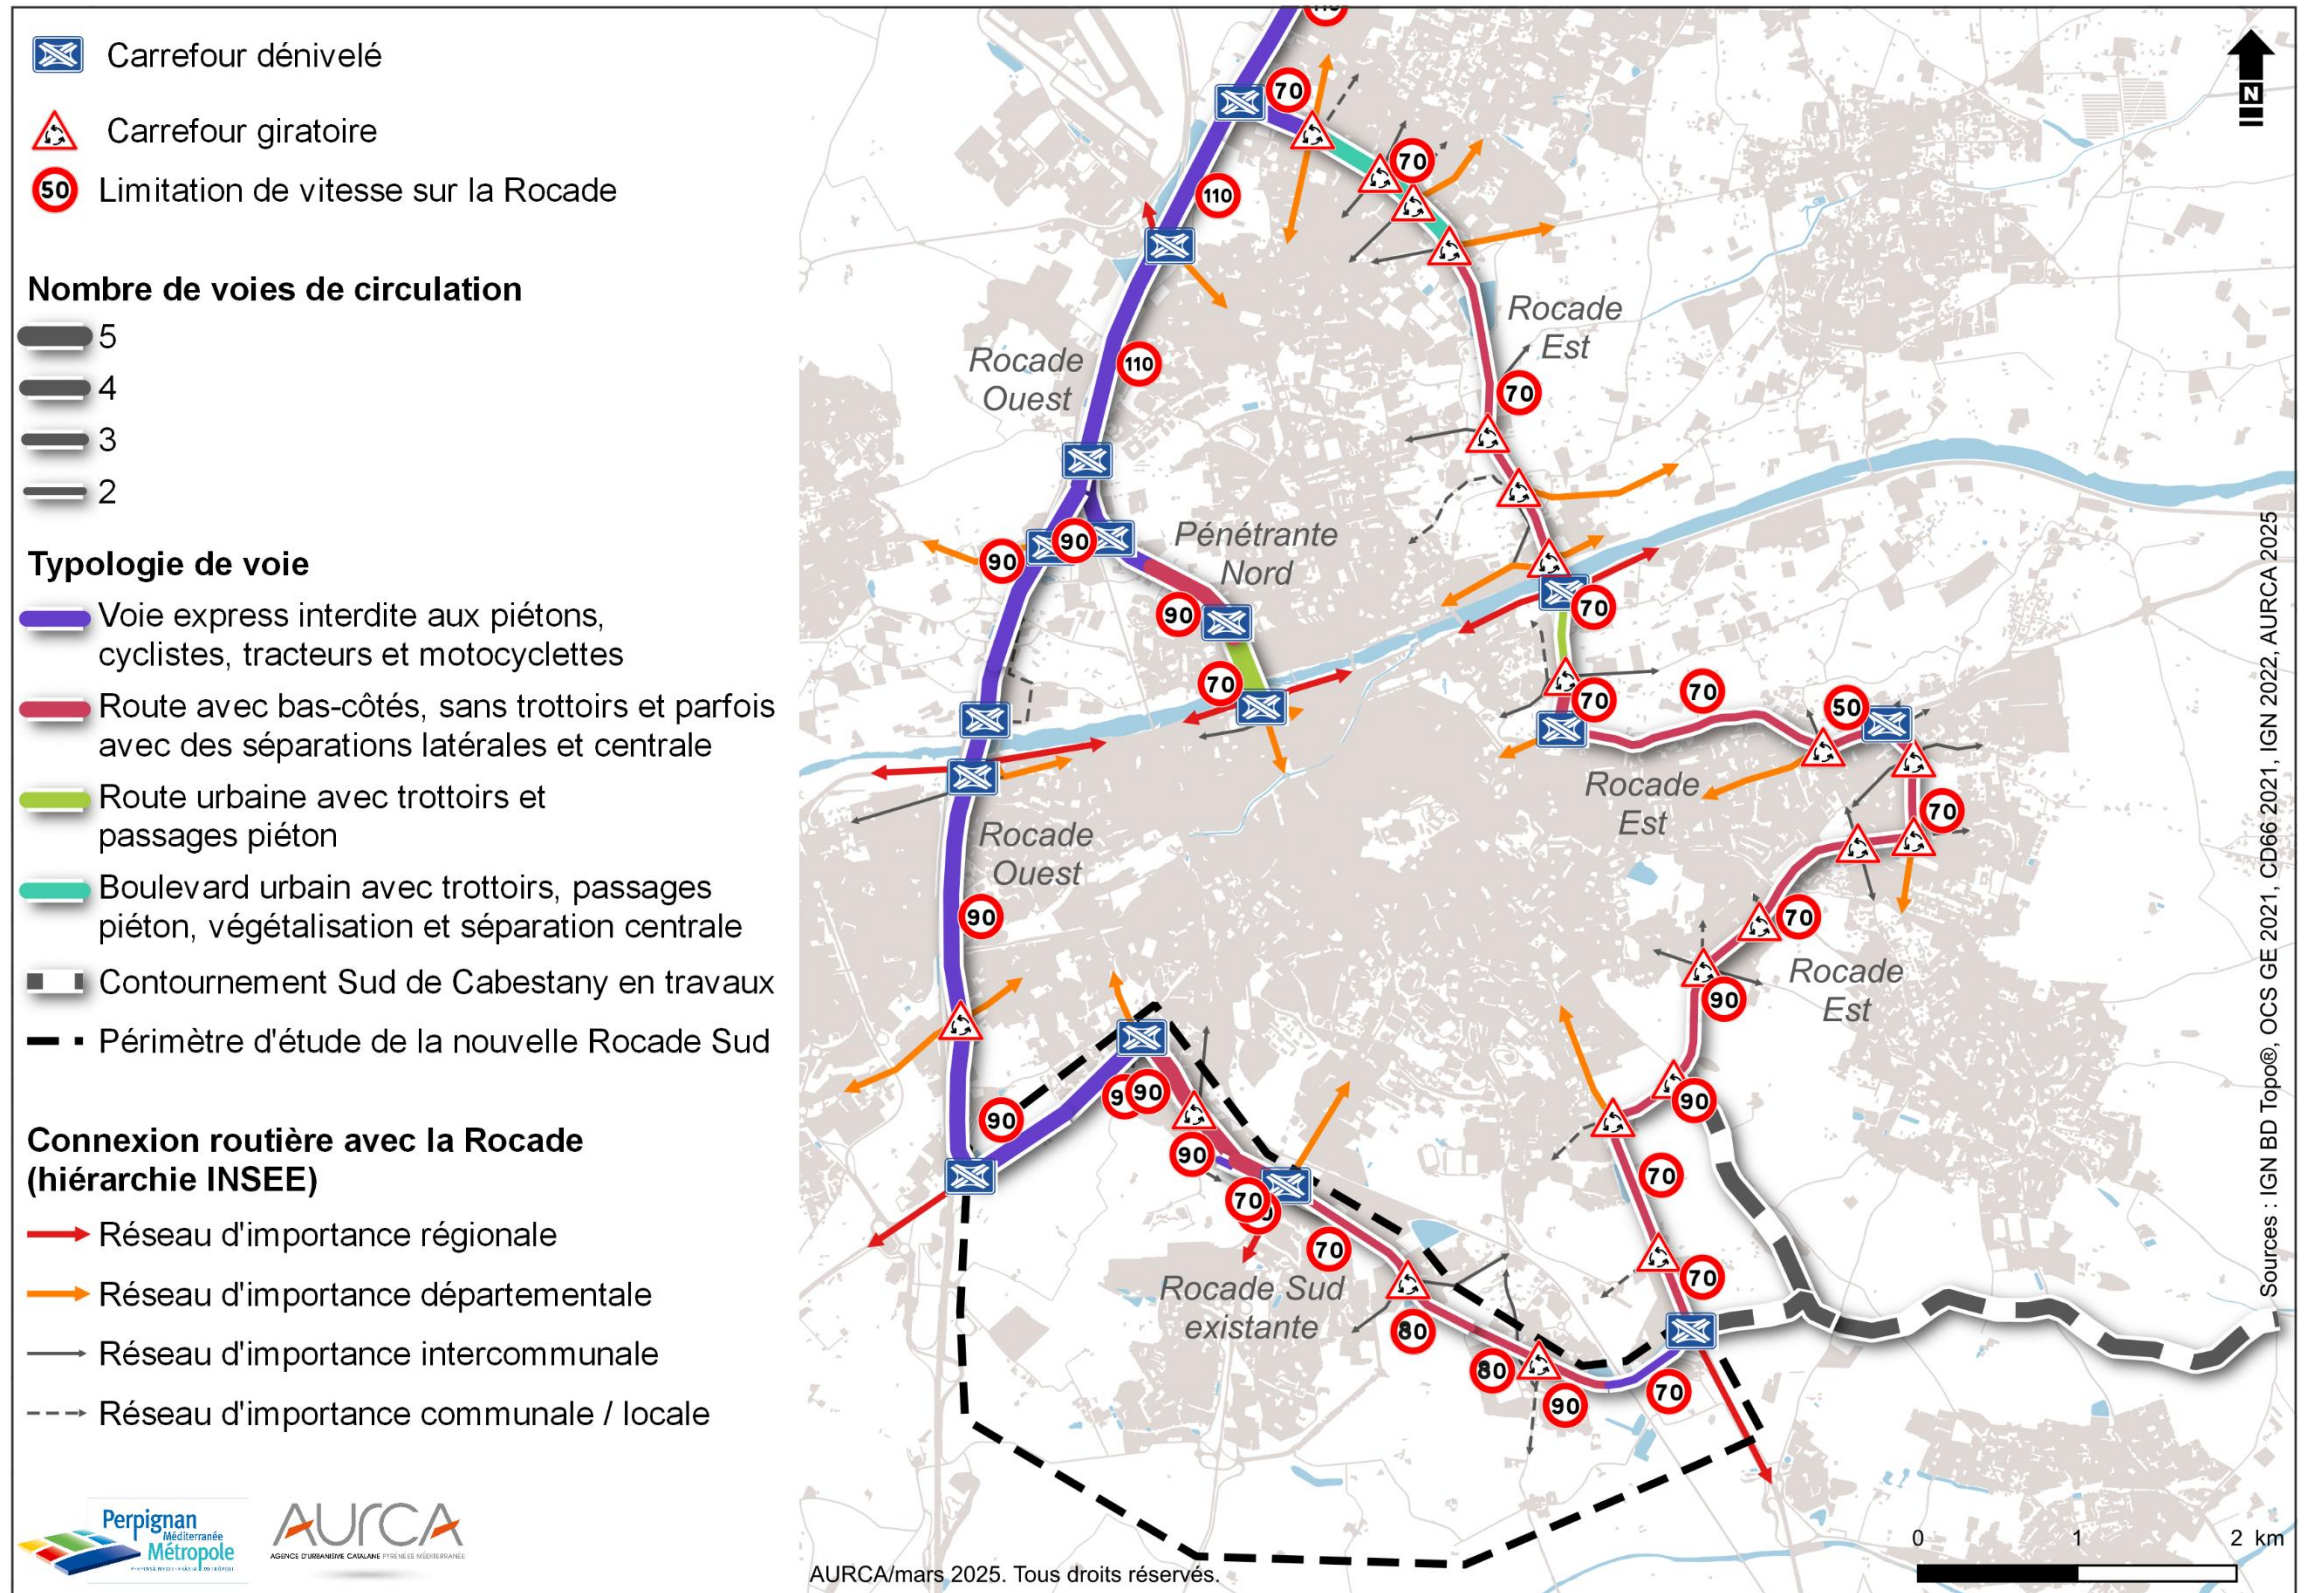 Carrefour dénivelé
Carrefour giratoire
50
Limitation de vitesse sur la Rocade
Nombre de voies de circulation
5
4
3
2
Typologie de voie
Voie express interdite aux piétons,
cyclistes, tracteurs et motocyclettes
Route avec bas-côtés, sans trottoirs et parfois
avec des séparations latérales et centrale
Route urbaine avec trottoirs et
passages piéton
Boulevard urbain avec trottoirs, passages
piéton, végétalisation et séparation centrale
Contournement Sud de Cabestany en travaux
Périmètre d'étude de la nouvelle Rocade Sud
Connexion routière avec la Rocade
(hiérarchie INSEE)
Réseau d'importance régionale
Réseau d'importance départementale
Réseau d'importance intercommunale
Réseau d'importance communale / locale
Perpignan
Méditerranée
Métropole
AURCA
AGENCE D'URBANISME CATALANE PYRÉNÉES MÉDITERRANÉE
N
70
70
110
Rocade
Est
110
Rocade
Ouest
70
Pénétrante
Nord
90
90
90
70
70
70
70
50
Rocade
Est
70
Rocade
Ouest
90
70
Rocade
Est
90
90
90
90
90
70
70
70
Rocade Sud
existante
70
80
80
90
70
Sources : IGN BD Topo®, OCS GE 2021, CD66 2021, IGN 2022, AURCA 2025
0 1 2 km
AURCA/mars 2025. Tous droits réservés.